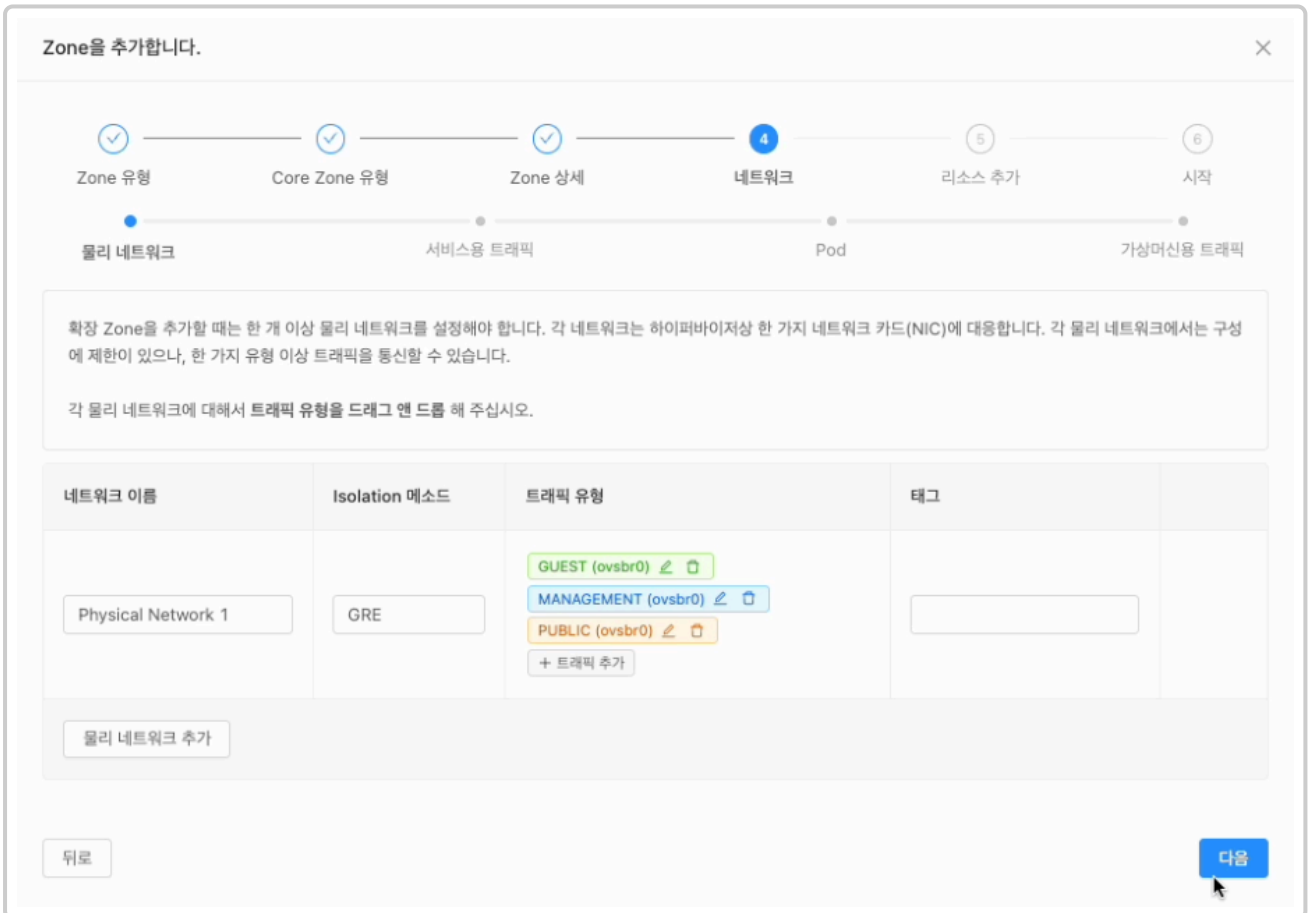 Zone을 추가합니다.
4
5
6
Zone 유형
Core Zone 유형
Zone 상세
네트워크
리소스 추가
시작
물리 네트워크
서비스용 트래픽
Pod
가상머신용 트래픽
확장 Zone을 추가할 때는 한 개 이상 물리 네트워크를 설정해야 합니다. 각 네트워크는 하이퍼바이저상 한 가지 네트워크 카드(NIC)에 대응합니다. 각 물리 네트워크에서는 구성
에 제한이 있으나, 한 가지 유형 이상 트래픽을 통신할 수 있습니다.
각 물리 네트워크에 대해서 트래픽 유형을 드래그 앤 드롭 해 주십시오.
네트워크 이름
Isolation 메소드
트래픽 유형
태그
Physical Network 1
GRE
GUEST (ovsbr0)
MANAGEMENT (ovsbr0)
PUBLIC (ovsbr0)
+ 트래픽 추가
물리 네트워크 추가
뒤로
다음